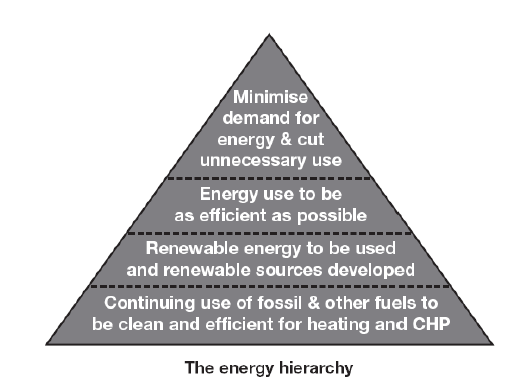 Minimise
demand for
energy & cut
unnecessary use
Energy use to be
as efficient as possible
Renewable energy to be used
and renewable sources developed
Continuing use of fossil & other fuels to
be clean and efficient for heating and CHP
The energy hierarchy